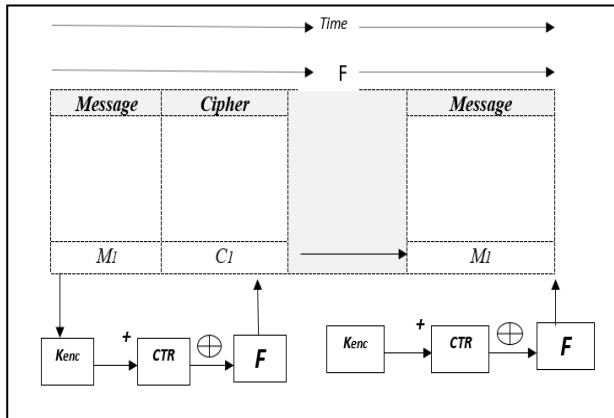 Time
F
Message Cipher Message
M1 C1 M1
Kenc + CTR ⊕ F Kenc + CTR ⊕ F